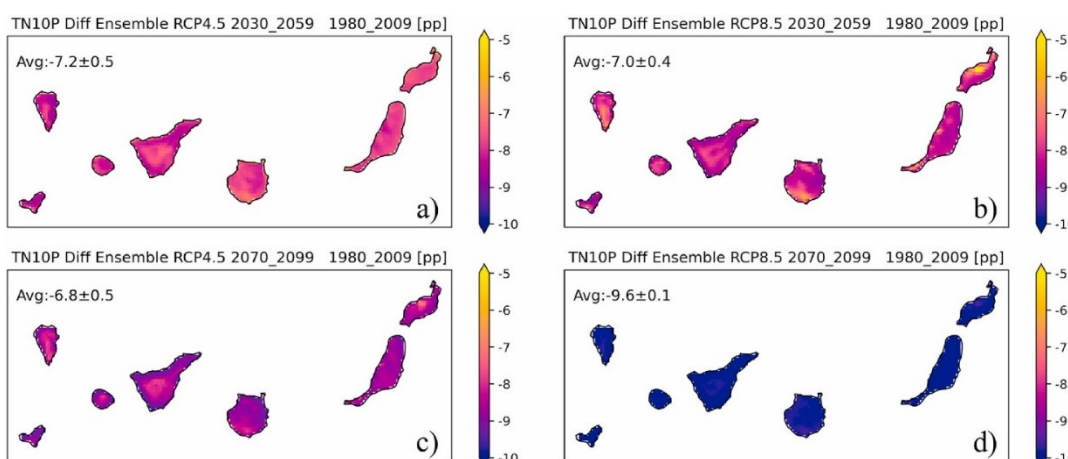 TN10P Diff Ensemble RCP4.5 2030_2059 1980_2009 [pp]
Avg:-7.2±0.5
-5
-6
-7
-8
-9
-10
a)
TN10P Diff Ensemble RCP8.5 2030_2059 1980_2009 [pp]
Avg:-7.0±0.4
-5
-6
-7
-8
-9
-10
b)
TN10P Diff Ensemble RCP4.5 2070_2099 1980_2009 [pp]
Avg:-6.8±0.5
-5
-6
-7
-8
-9
-10
c)
TN10P Diff Ensemble RCP8.5 2070_2099 1980_2009 [pp]
Avg:-9.6±0.1
-5
-6
-7
-8
-9
d)